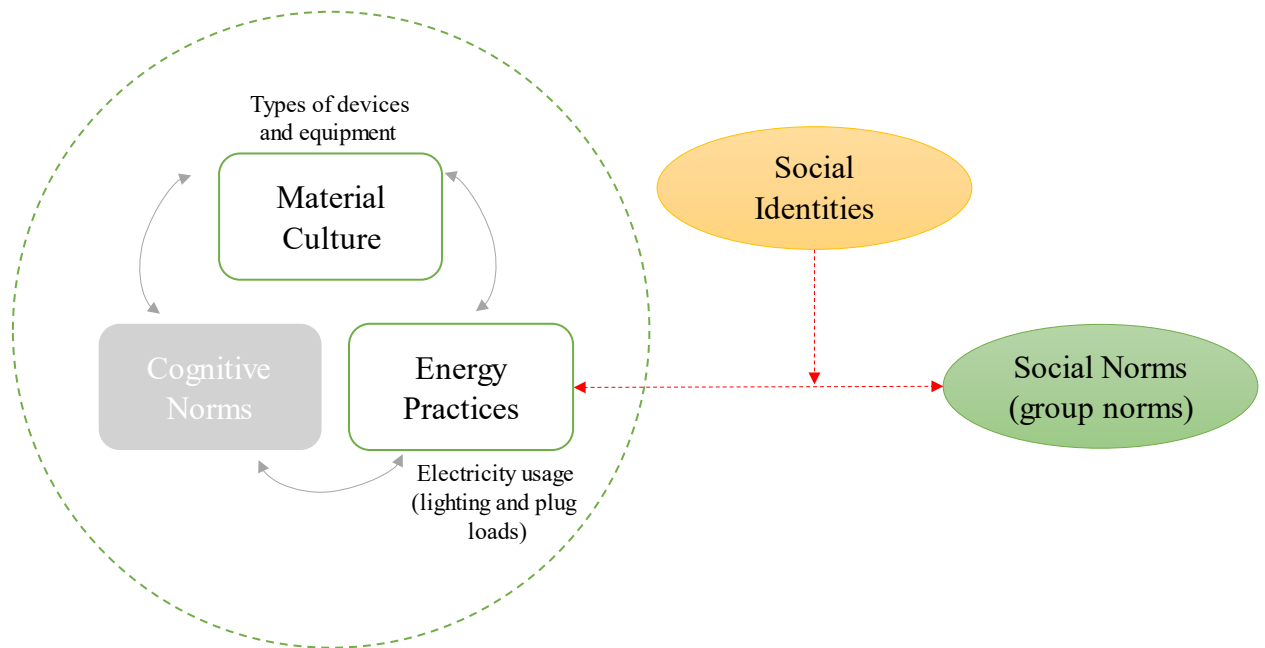 Types of devices
and equipment
Material
Culture
Social
Identities
Cognitive
Norms
Energy
Practices
Social Norms
(group norms)
Electricity usage
(lighting and plug
loads)